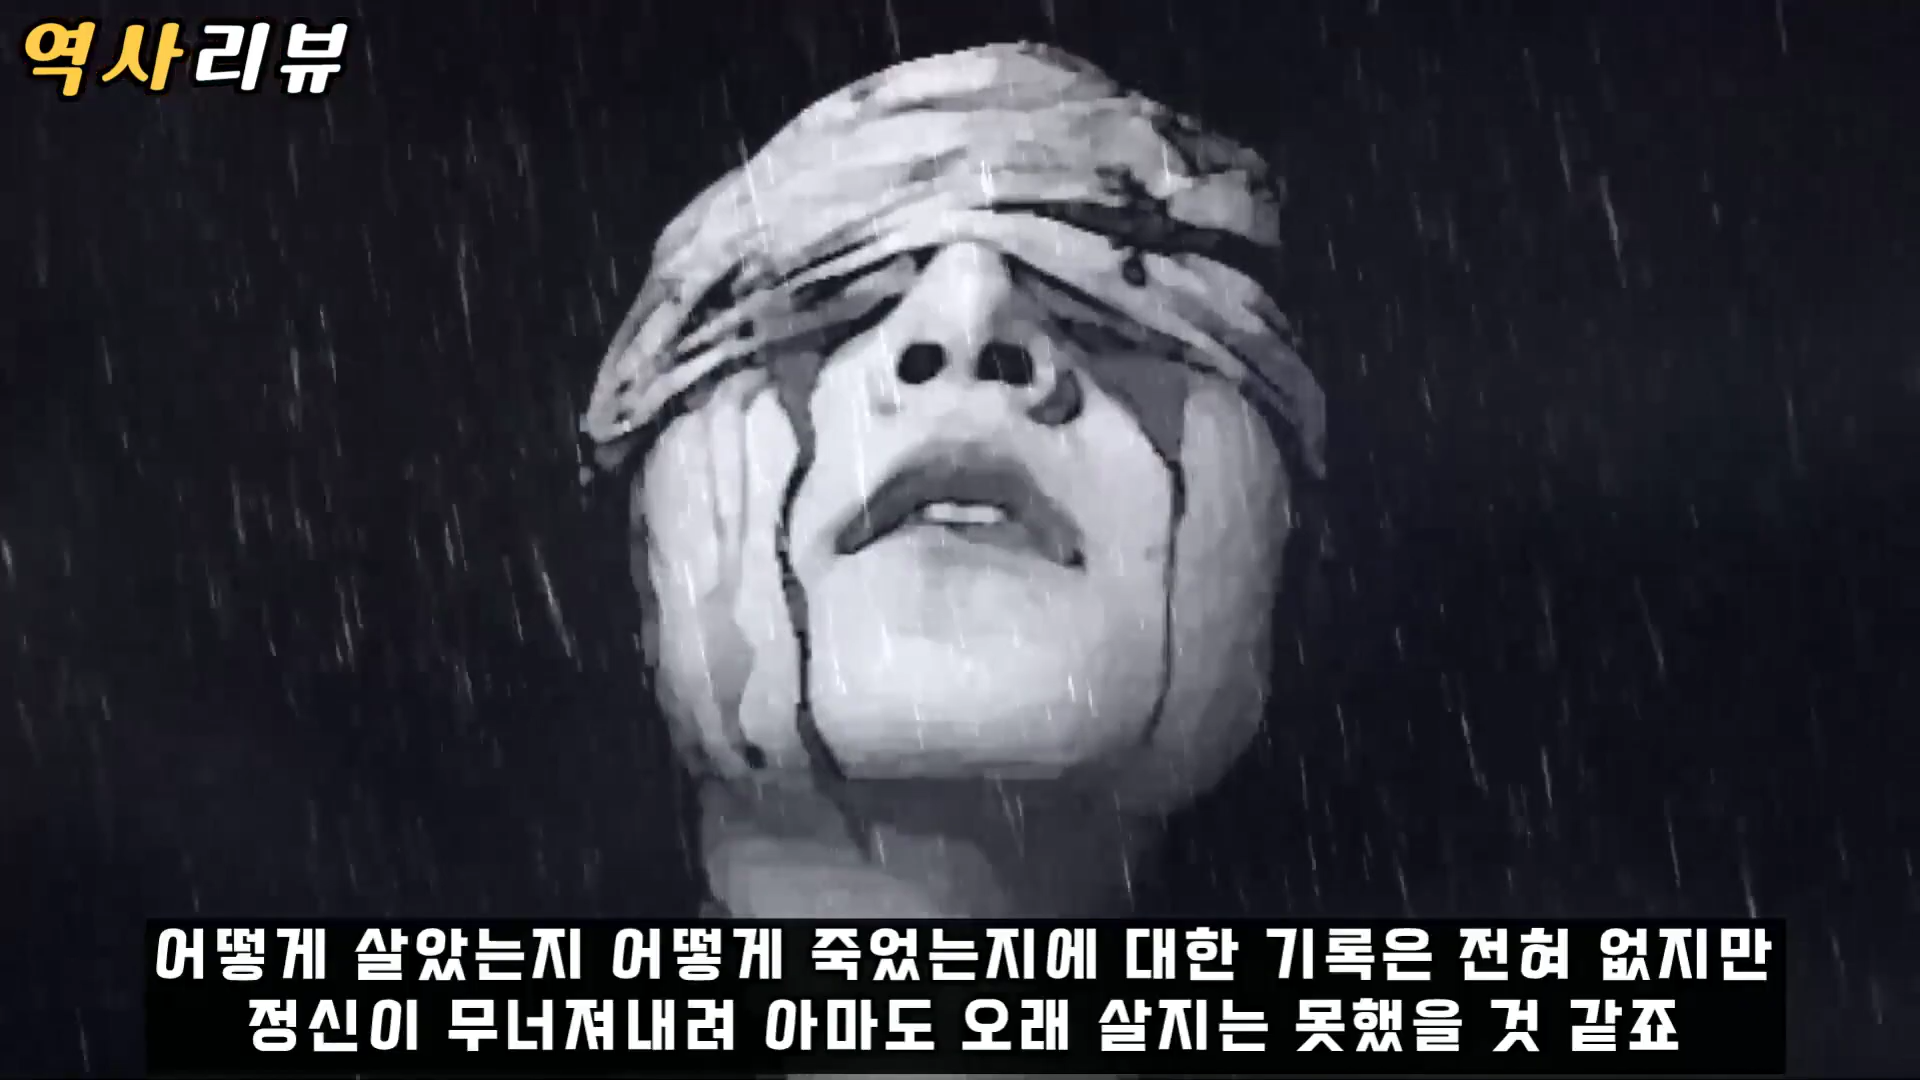 역사리뷰
어떻게 살았는지 어떻게 죽었는지에 대한 기록은 전혀 없지만
정신이 무너져내려 아마도 오래 살지는 못했을 것 같죠